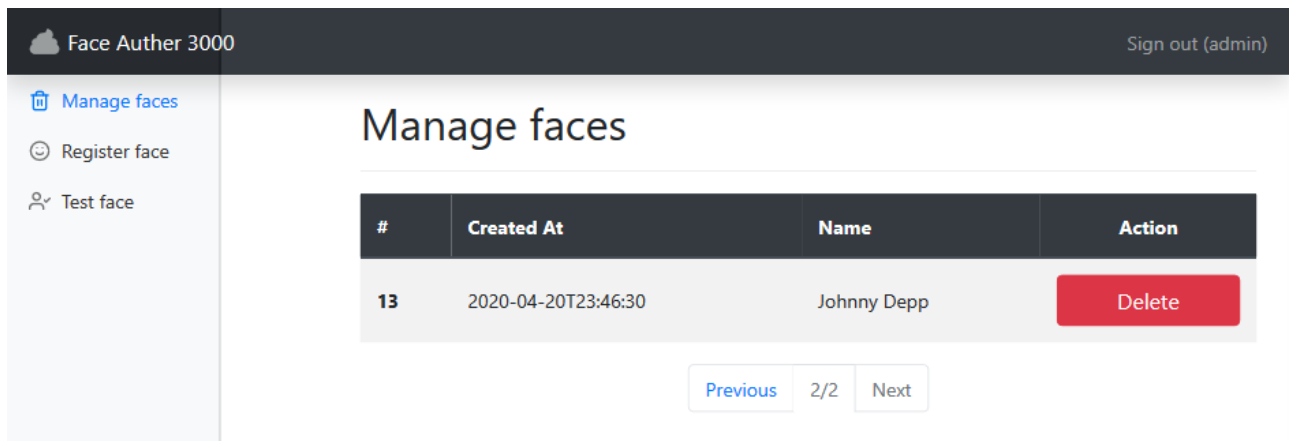 Face Auther 3000
Sign out (admin)
Manage faces
Register face
Test face
Manage faces
# Created At Name Action
13 2020-04-20T23:46:30 Johnny Depp Delete
Previous 2/2 Next